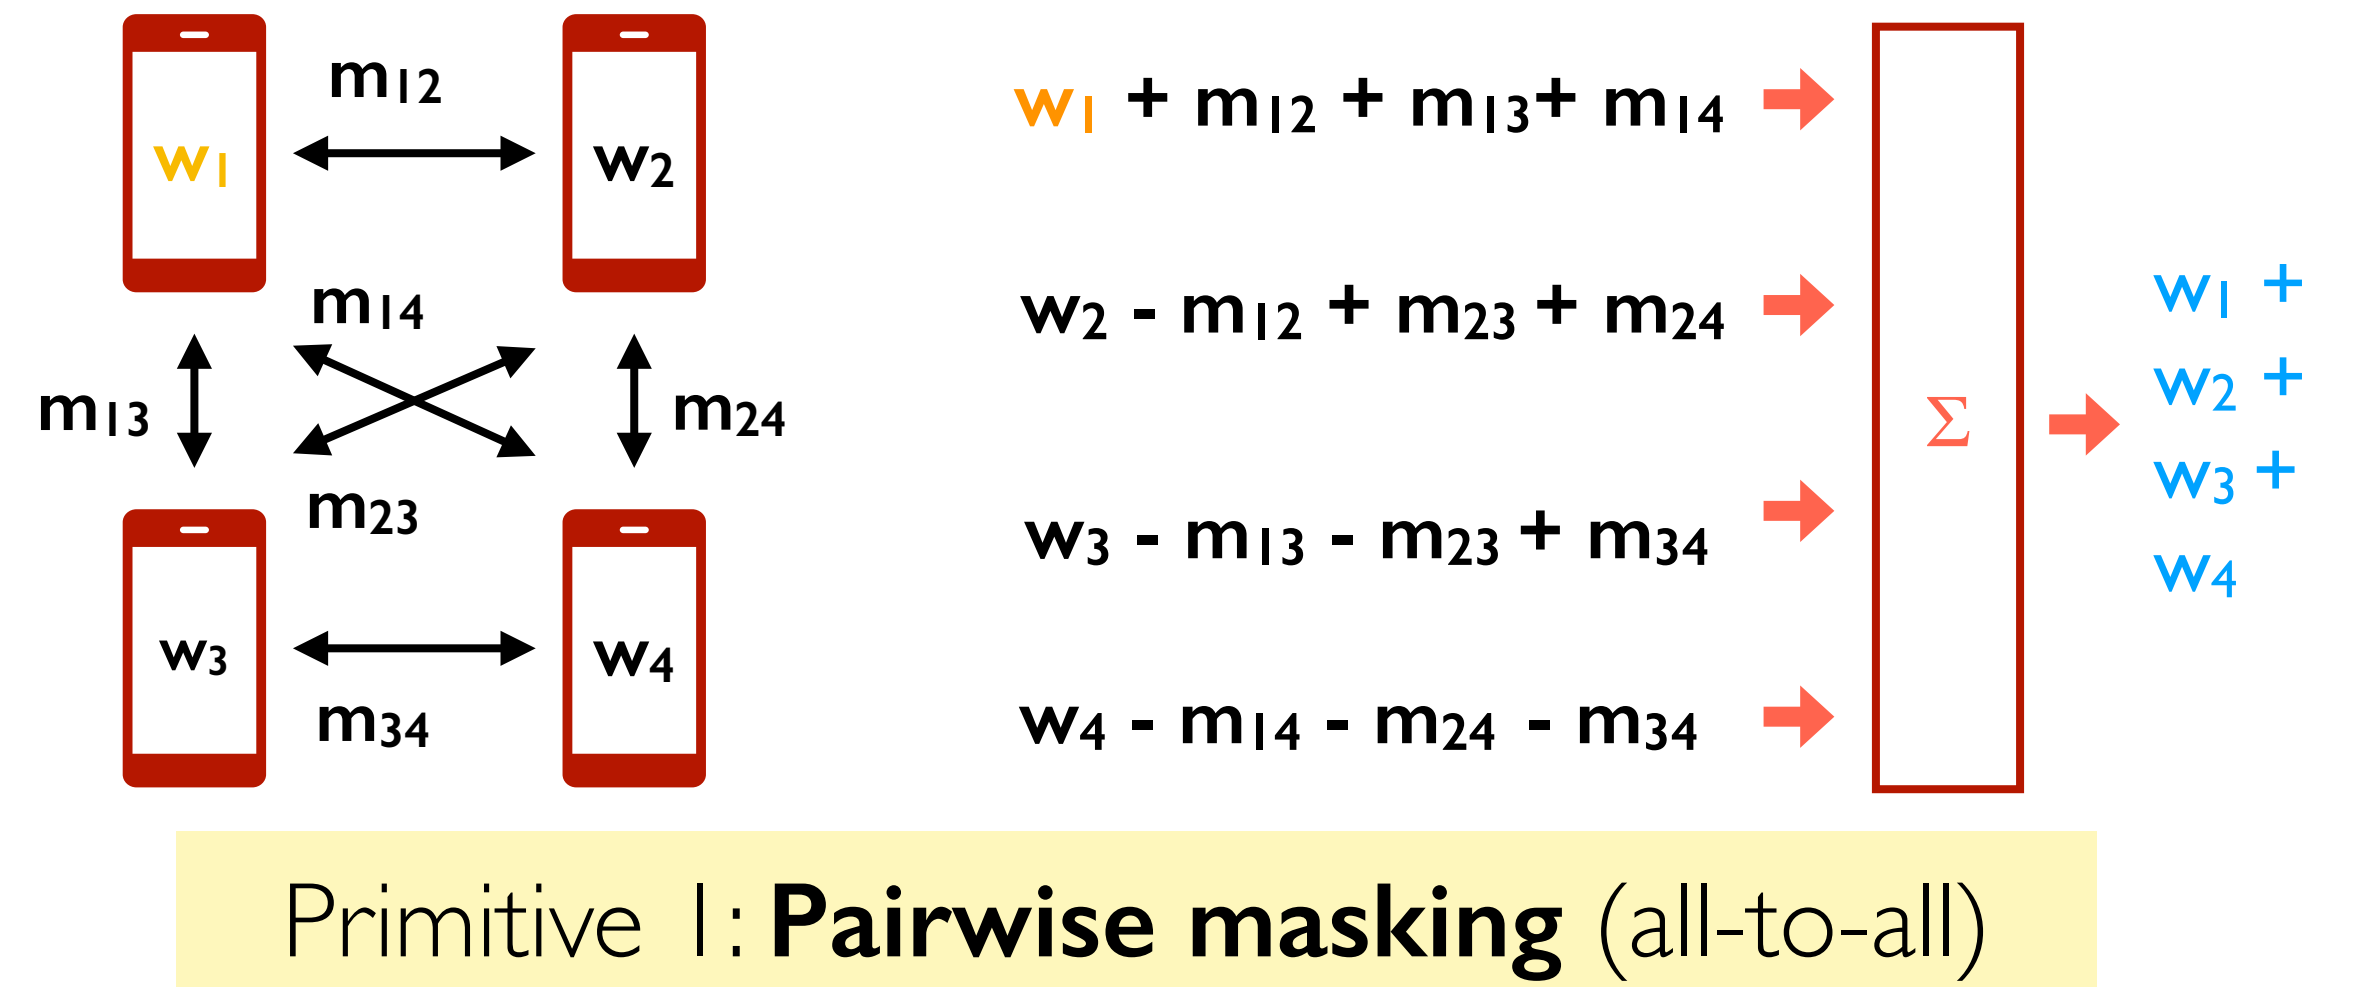 m12
w1
w2
m14
m13
m24
m23
w3
w4
m34
w1 + m12 + m13+ m14
w2 - m12 + m23 + m24
w3 - m13 - m23 + m34
w4 - m14 - m24 - m34
Σ
w1 +
w2 +
w3 +
w4
Primitive 1: Pairwise masking (all-to-all)